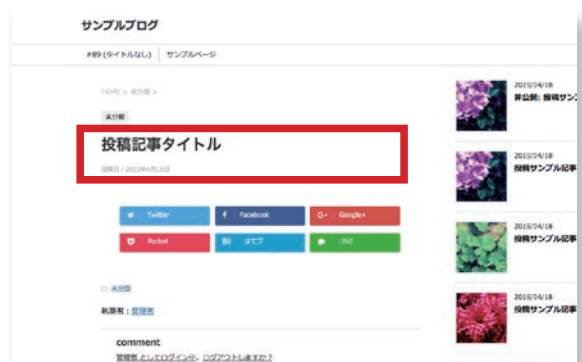 サンプルブログ
#89 (タイトルなし)
サンプルページ
HOME > 未分類 >
未分類
投稿記事タイトル
投稿日 : 2019年4月18日
Twitter
Facebook
G+ Google+
Pocket
B! はてブ
LINE
未分類
執筆者 : 管理者
comment
管理者 としてログイン中。ログアウトしますか ?
2019/04/18
非公開: 投稿サン
2019/04/18
投稿サンプル記事
2019/04/18
投稿サンプル記事
2019/04/18
投稿サンプル記事